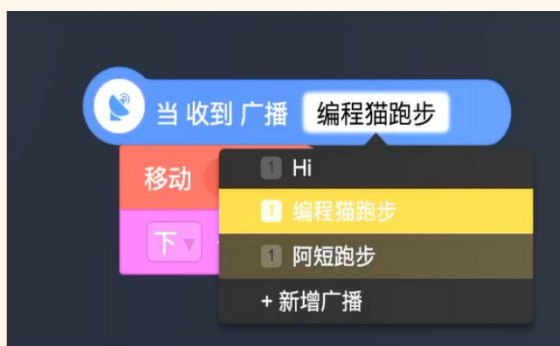 当 收到 广播 编程猫跑步
移动
1 Hi
1 编程猫跑步
下
1 阿短跑步
+ 新增广播